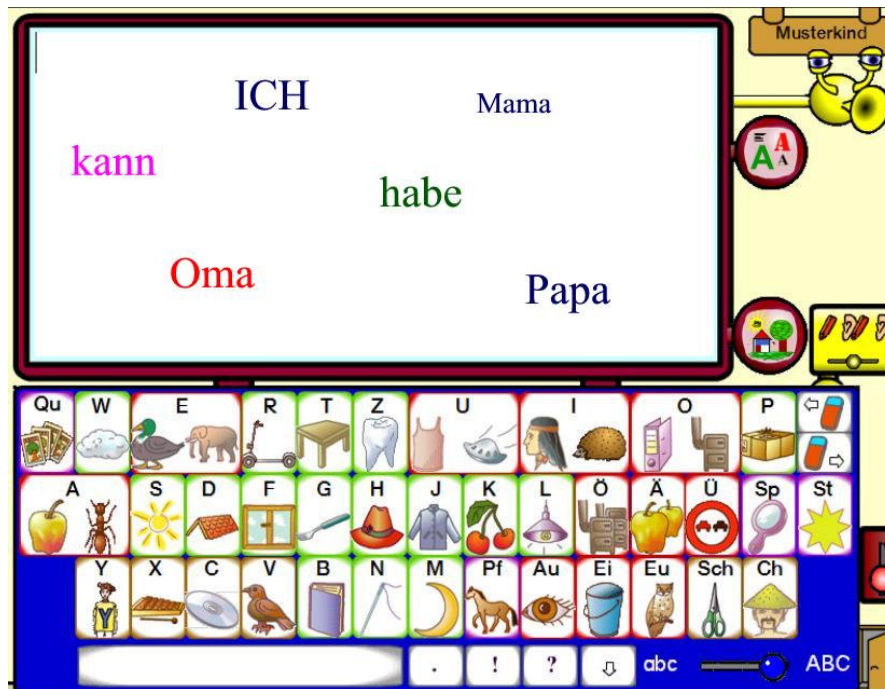 Musterkind
ICH
Mama
kann
habe
Oma
Papa
A A A
Qu W E R T Z U I O P
A S D F G H J K L Ö Ä Ü Sp St
Y X C V B N M Pf Au Ei Eu Sch Ch
Y
. ! ? abc ABC